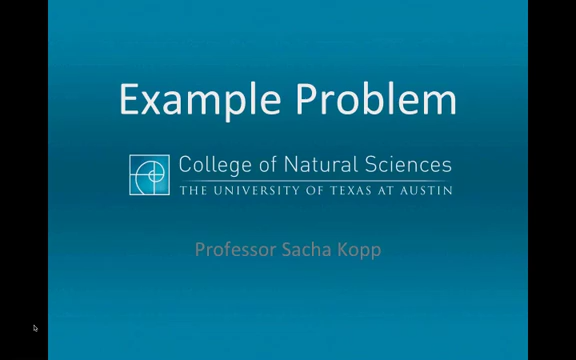 Example Problem
College of Natural Sciences
THE UNIVERSITY OF TEXAS AT AUSTIN
Professor Sacha Kopp